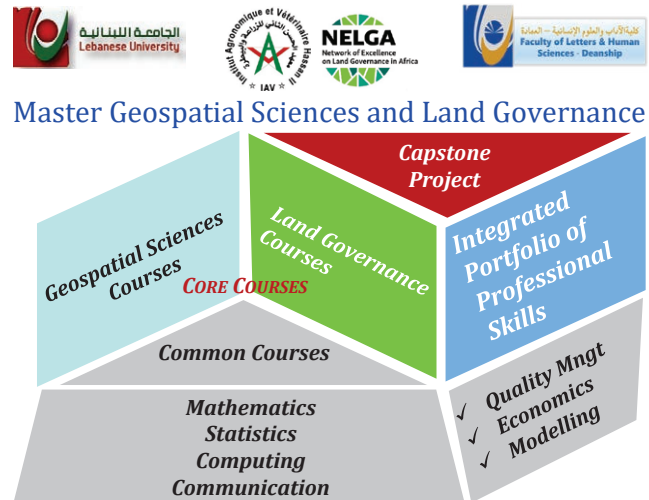 الجامعة اللبنانية
Lebanese University
Institut Agronomique et Vétérinaire Hassan II
IAV
NELGA
Network of Excellence
on Land Governance in Africa
كلية الآداب والعلوم الإنسانية – العمادة
Faculty of Letters & Human
Sciences - Deanship
Master Geospatial Sciences and Land Governance
Capstone
Project
Geospatial Sciences
Courses
Land Governance
Courses
Integrated
Portfolio of
Professional
Skills
CORE COURSES
Common Courses
Mathematics
Statistics
Computing
Communication
✓ Quality Mngt
✓ Economics
✓ Modelling